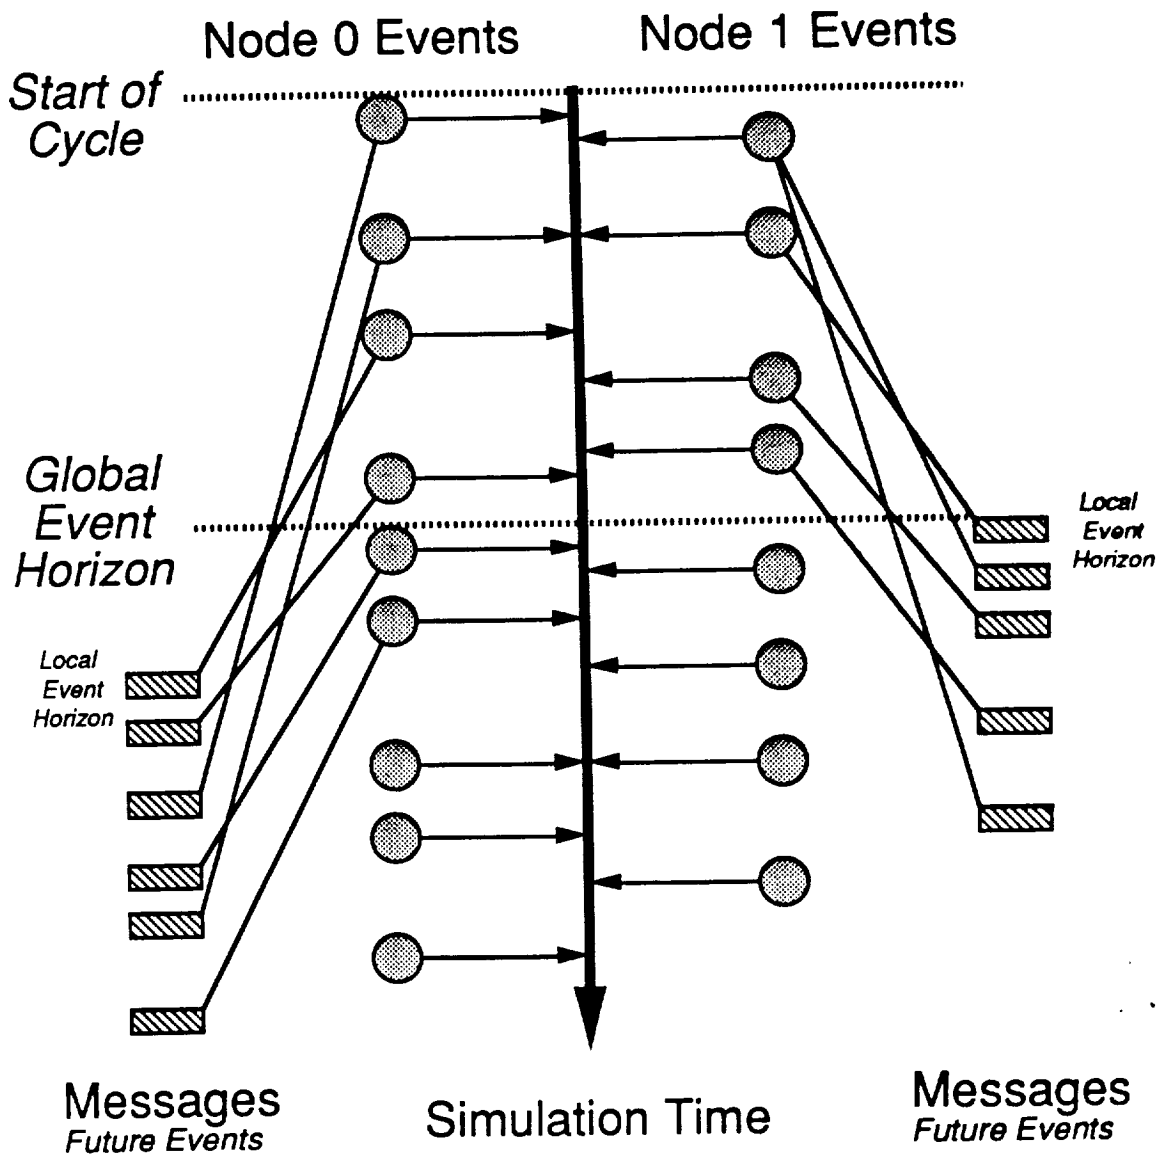 Node 0 Events
Node 1 Events
Start of
Cycle
Global
Event
Horizon
Local
Event
Horizon
Local
Event
Horizon
Messages
Future Events
Simulation Time
Messages
Future Events